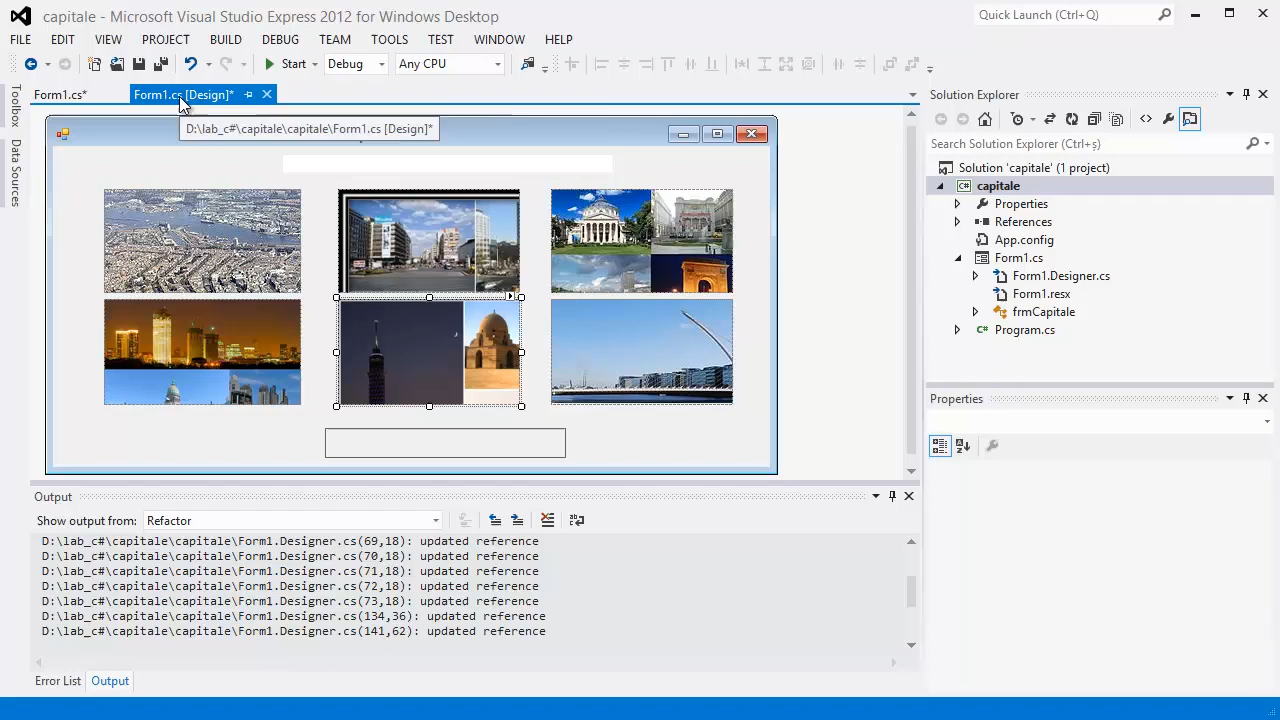 capitale - Microsoft Visual Studio Express 2012 for Windows Desktop
Quick Launch (Ctrl+Q)
FILE EDIT VIEW PROJECT BUILD DEBUG TEAM TOOLS TEST WINDOW HELP
Start Debug Any CPU
Form1.cs* Form1.cs [Design]*
D:\lab_c#\capitale\capitale\Form1.cs [Design]*
Toolbox
Data Sources
Solution Explorer
Search Solution Explorer (Ctrl+ş)
Solution 'capitale' (1 project)
capitale
Properties
References
App.config
Form1.cs
Form1.Designer.cs
Form1.resx
frmCapitale
Program.cs
Properties
Output
Show output from: Refactor
D:\lab_c#\capitale\capitale\Form1.Designer.cs(69,18): updated reference
D:\lab_c#\capitale\capitale\Form1.Designer.cs(70,18): updated reference
D:\lab_c#\capitale\capitale\Form1.Designer.cs(71,18): updated reference
D:\lab_c#\capitale\capitale\Form1.Designer.cs(72,18): updated reference
D:\lab_c#\capitale\capitale\Form1.Designer.cs(73,18): updated reference
D:\lab_c#\capitale\capitale\Form1.Designer.cs(134,36): updated reference
D:\lab_c#\capitale\capitale\Form1.Designer.cs(141,62): updated reference
Error List Output